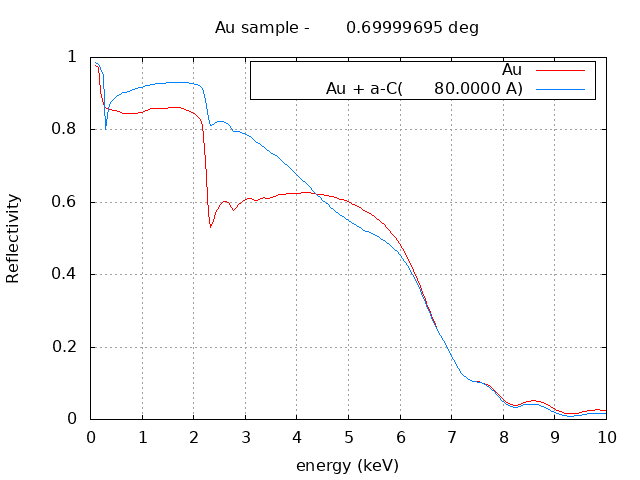 Au sample - 0.69999695 deg
Au
Au + a-C( 80.0000 A)
Reflectivity
1
0.8
0.6
0.4
0.2
0
0 1 2 3 4 5 6 7 8 9 10
energy (keV)